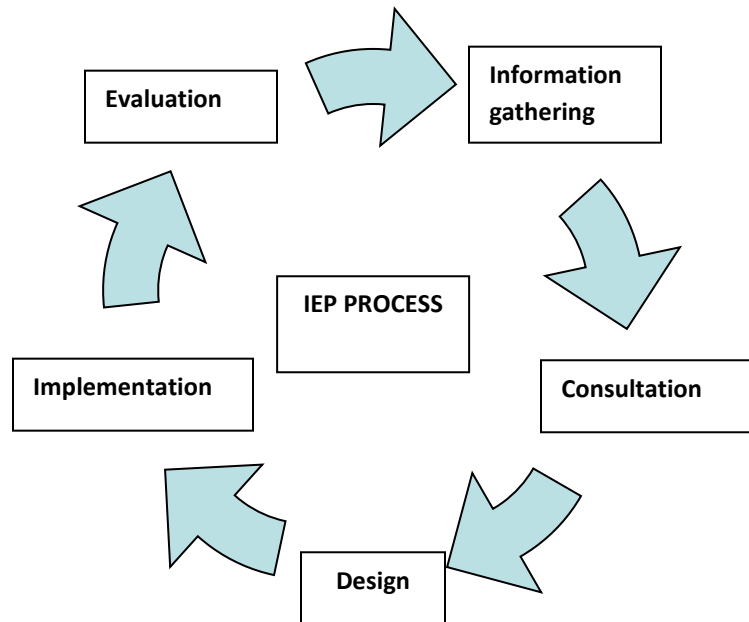 Evaluation
Information
gathering
IEP PROCESS
Implementation
Consultation
Design